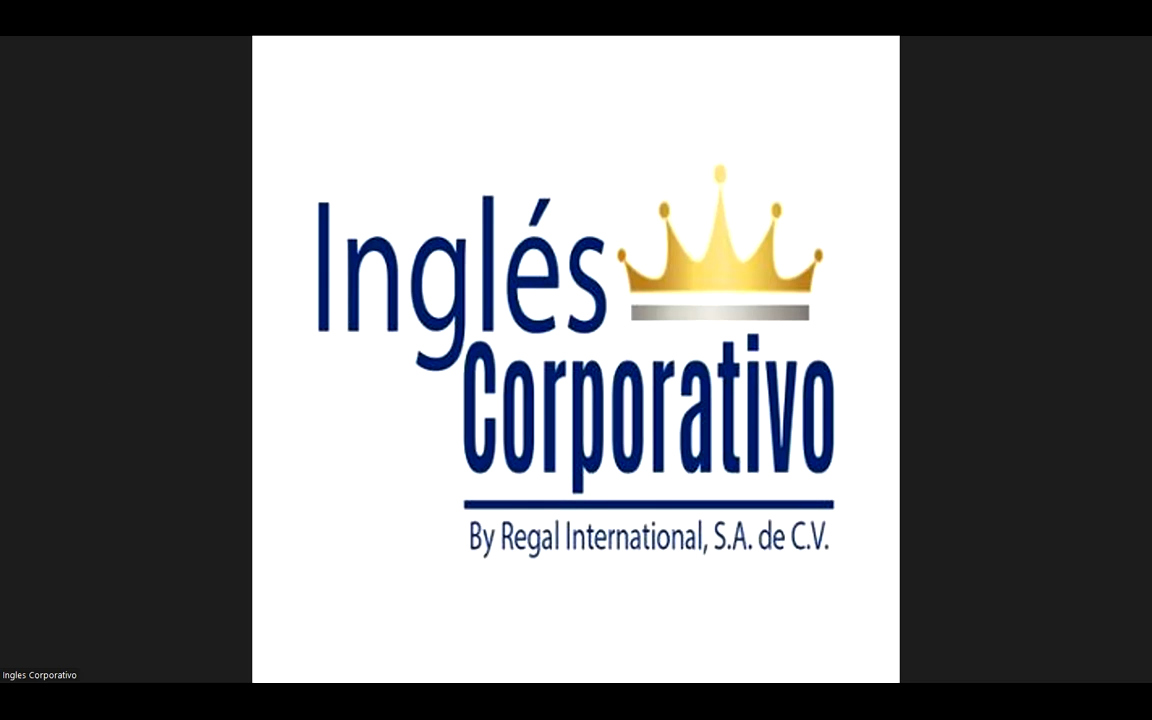 Inglés
Corporativo
By Regal International, S.A. de C.V.
Ingles Corporativo